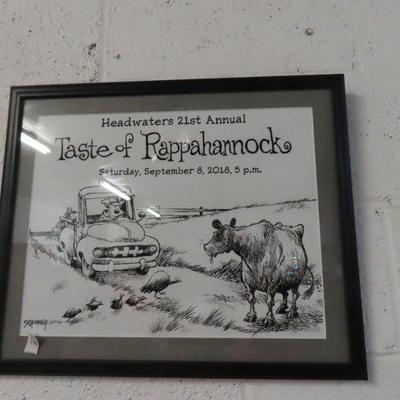 Headwaters 21st Annual
Taste of Rappahannock
Saturday, September 8, 2018, 5 p.m.